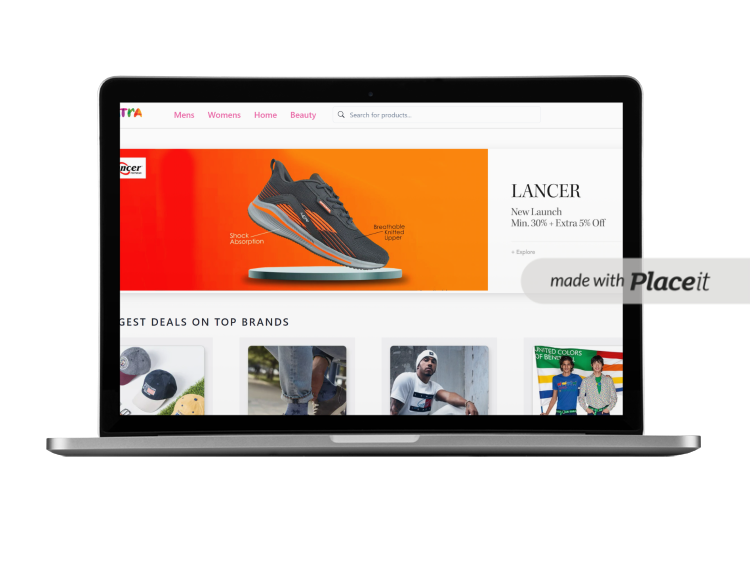 TRA
Mens Womens Home Beauty Search for products..
ncer
LANCER
New Launch
Min. 30% + Extra 5% Off
+ Explore
Shock
Absorption
Breathable
Knitted
Upper
made with Placeit
GEST DEALS ON TOP BRANDS
UNITED COLORS
OF